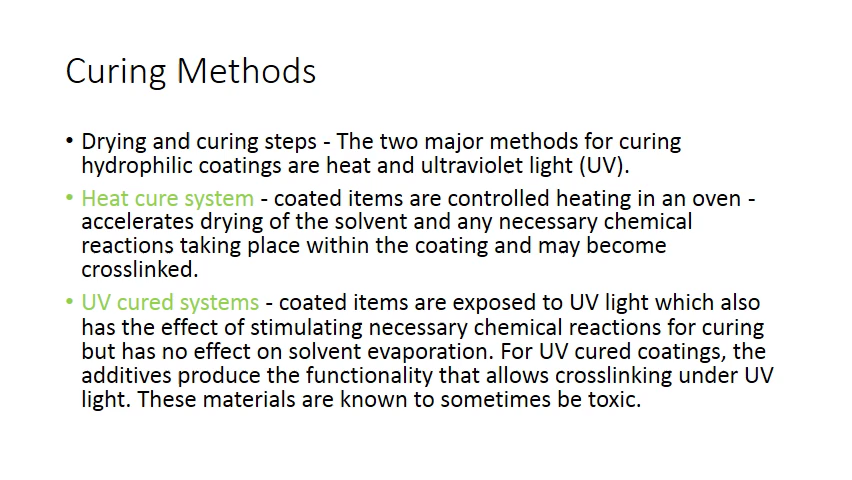 Curing Methods
• Drying and curing steps - The two major methods for curing
hydrophilic coatings are heat and ultraviolet light (UV).
• Heat cure system - coated items are controlled heating in an oven -
accelerates drying of the solvent and any necessary chemical
reactions taking place within the coating and may become
crosslinked.
• UV cured systems - coated items are exposed to UV light which also
has the effect of stimulating necessary chemical reactions for curing
but has no effect on solvent evaporation. For UV cured coatings, the
additives produce the functionality that allows crosslinking under UV
light. These materials are known to sometimes be toxic.